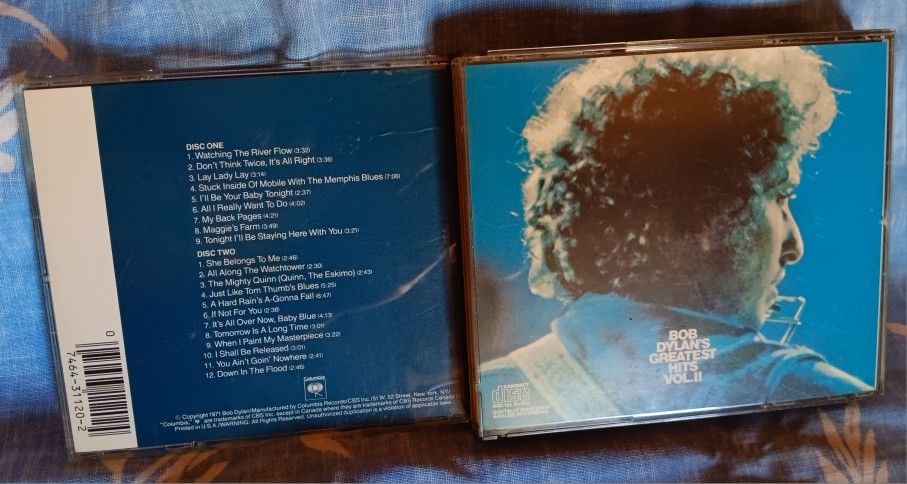 DISC ONE
1. Watching The River Flow (3:32)
2. Don't Think Twice, It's All Right (3:36)
3. Lay Lady Lay (3:14)
4. Stuck Inside Of Mobile With The Memphis Blues (7:06)
5. I'll Be Your Baby Tonight (2:37)
6. All I Really Want To Do (4:02)
7. My Back Pages (4:21)
8. Maggie's Farm (3:49)
9. Tonight I'll Be Staying Here With You (3:21)
DISC TWO
1. She Belongs To Me (2:46)
2. All Along The Watchtower (2:30)
3. The Mighty Quinn (Quinn, The Eskimo) (2:43)
4. Just Like Tom Thumb's Blues (5:25)
5. A Hard Rain's A-Gonna Fall (6:47)
6. If Not For You (2:38)
7. It's All Over Now, Baby Blue (4:13)
8. Tomorrow Is A Long Time (3:01)
9. When I Paint My Masterpiece (3:22)
10. I Shall Be Released (3:01)
11. You Ain't Goin' Nowhere (2:41)
12. Down In The Flood (2:46)
Columbia
© Copyright 1971 Bob Dylan/Manufactured by Columbia Records/CBS Inc./51 W. 52 Street, New York, N.Y./
"Columbia," are trademarks of CBS Inc. except in Canada where they are trademarks of CBS Records Canada
Printed in U.S.A./WARNING: All Rights Reserved. Unauthorized duplication is a violation of applicable laws.
0
7464-31120-2
BOB
DYLAN'S
GREATEST
HITS
VOL. II
COMPACT
disc
DIGITAL AUDIO
DIGITALLY MASTERED
ANALOG RECORDING